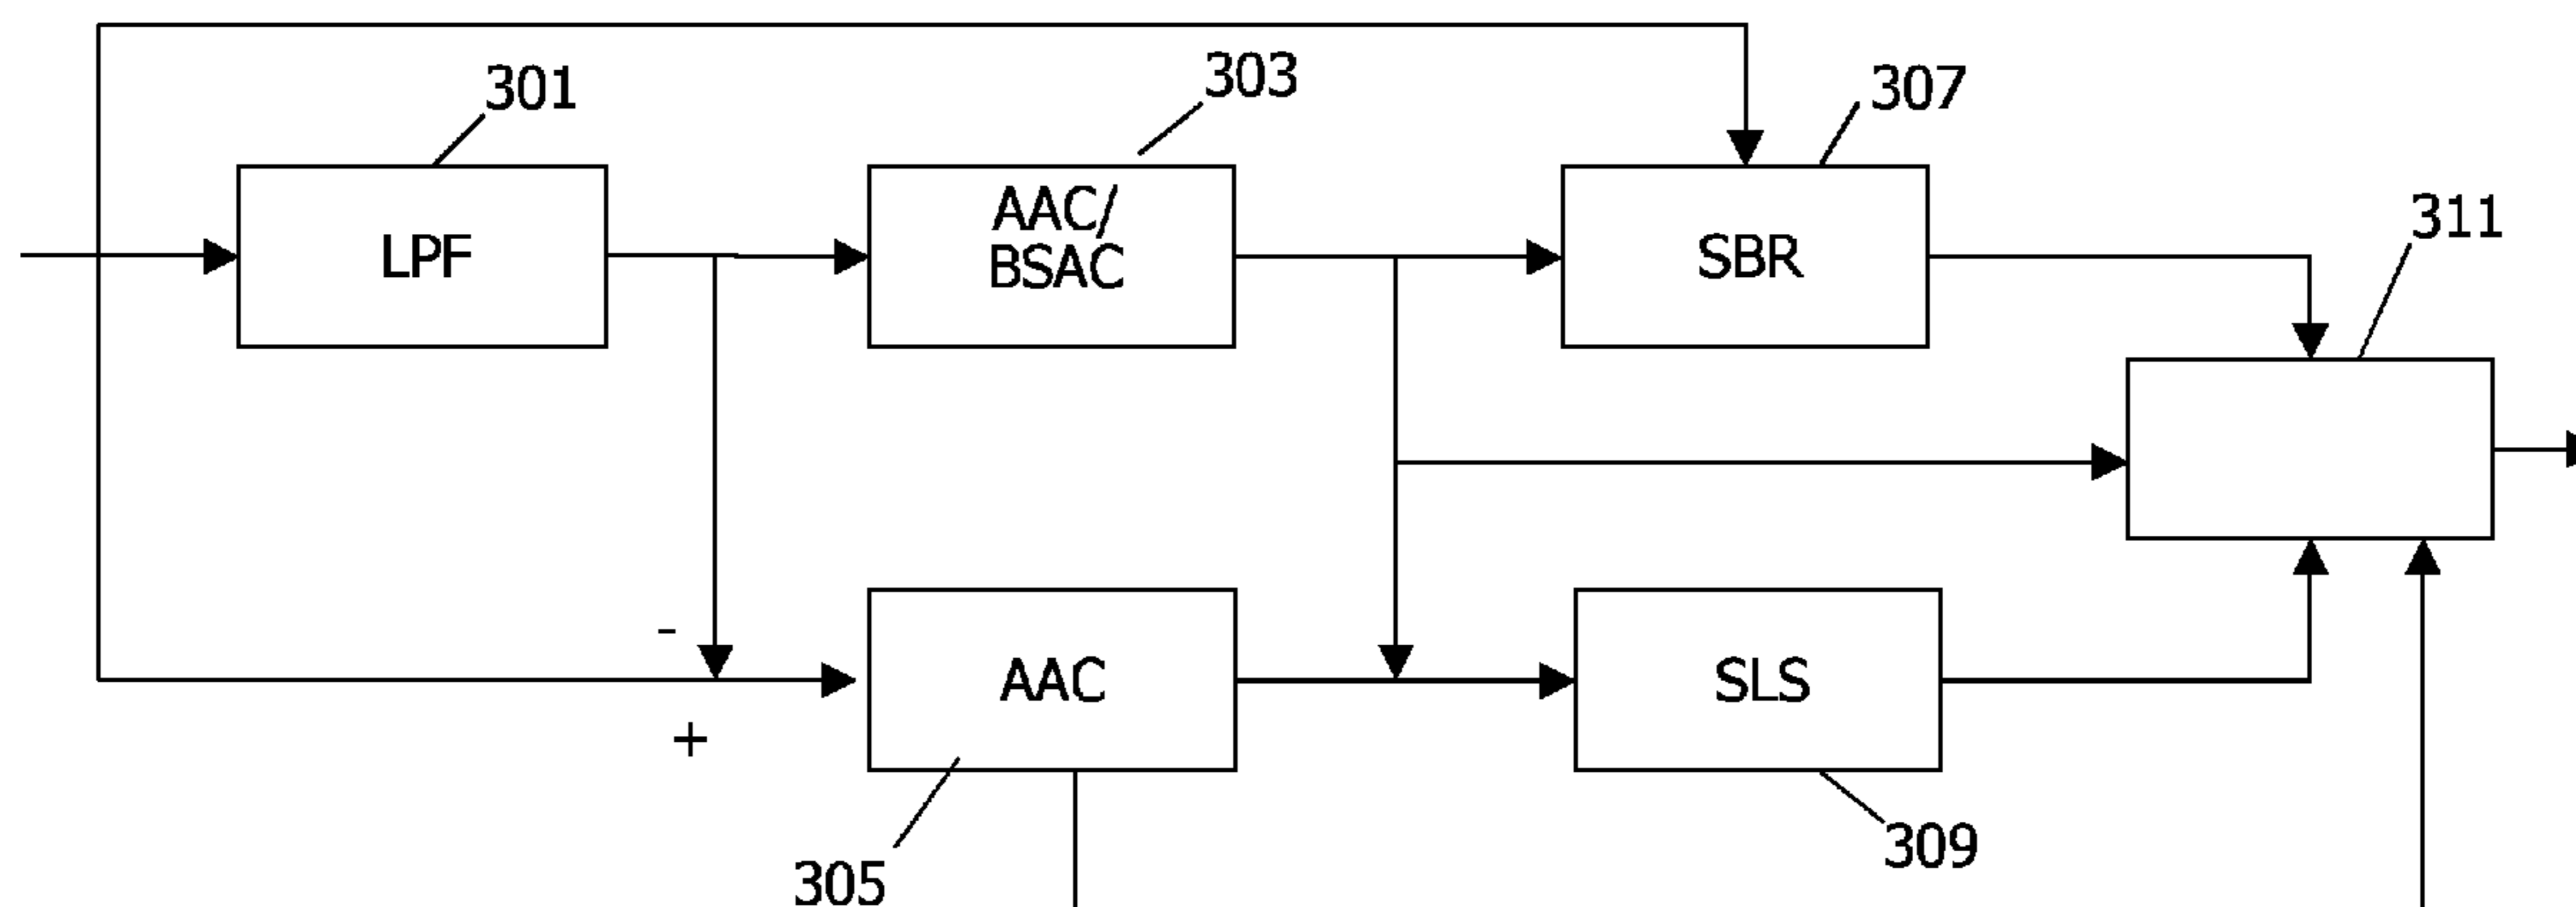 301
303
307
311
LPF
AAC/
BSAC
SBR
-
+
AAC
SLS
305
309